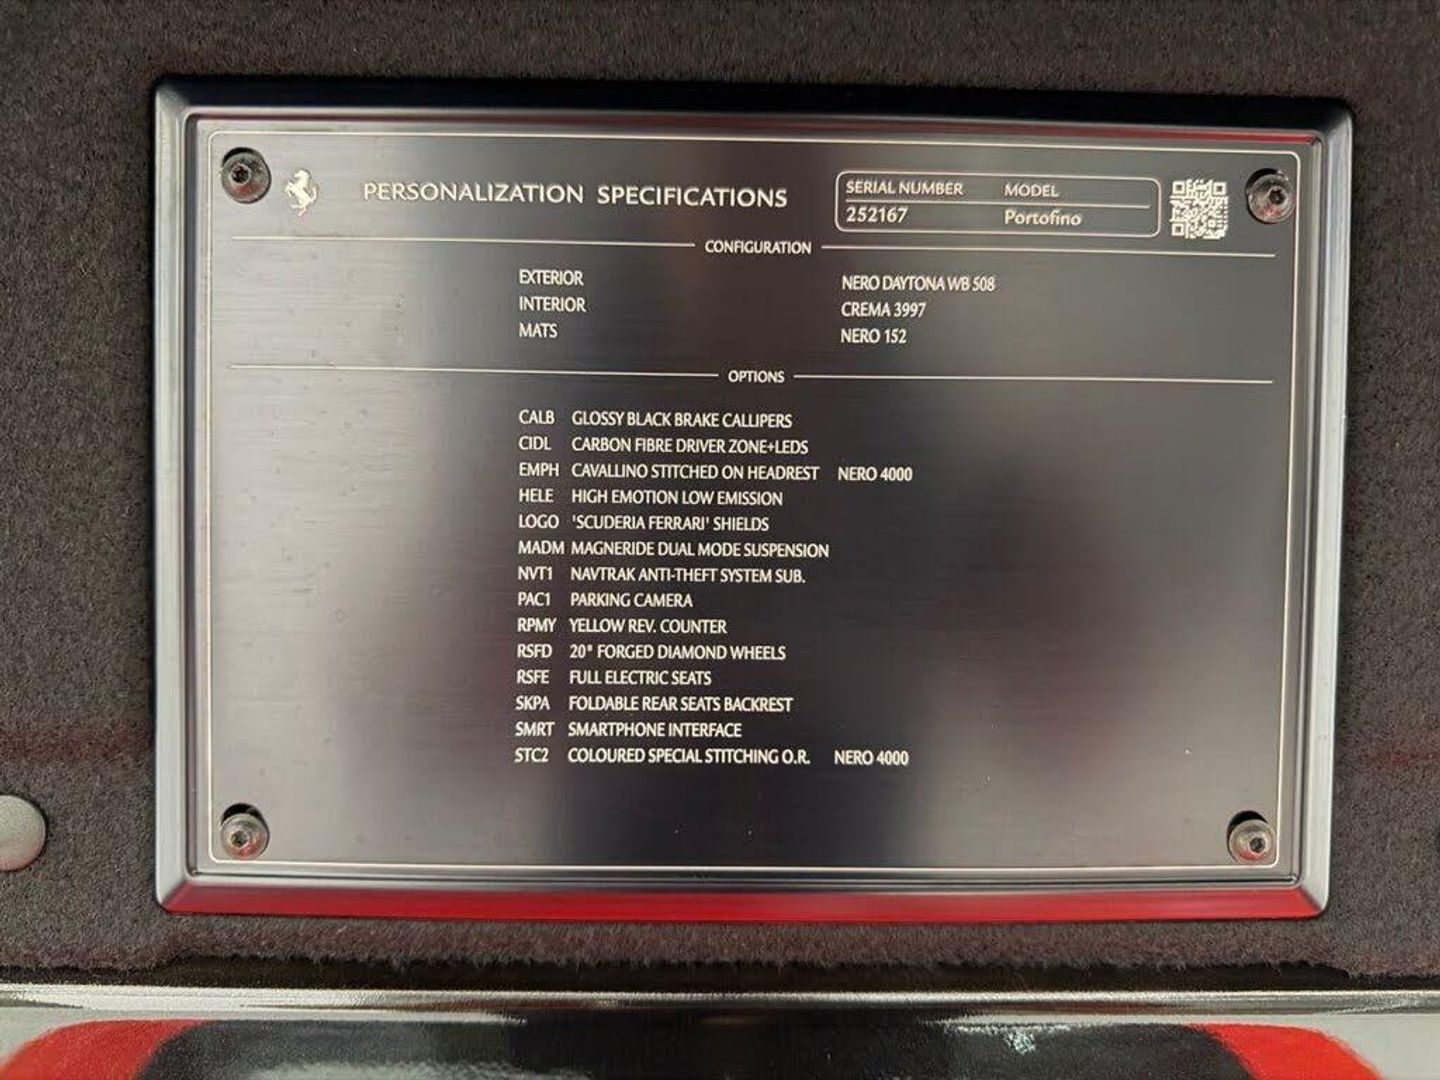 PERSONALIZATION SPECIFICATIONS
SERIAL NUMBER MODEL
252167 Portofino
CONFIGURATION
EXTERIOR NERO DAYTONA WB 508
INTERIOR CREMA 3997
MATS NERO 152
OPTIONS
CALB GLOSSY BLACK BRAKE CALLIPERS
CIDL CARBON FIBRE DRIVER ZONE+LEDS
EMPH CAVALLINO STITCHED ON HEADREST NERO 4000
HELE HIGH EMOTION LOW EMISSION
LOGO 'SCUDERIA FERRARI' SHIELDS
MADM MAGNERIDE DUAL MODE SUSPENSION
NVT1 NAVTRAK ANTI-THEFT SYSTEM SUB.
PAC1 PARKING CAMERA
RPMY YELLOW REV. COUNTER
RSFD 20" FORGED DIAMOND WHEELS
RSFE FULL ELECTRIC SEATS
SKPA FOLDABLE REAR SEATS BACKREST
SMRT SMARTPHONE INTERFACE
STC2 COLOURED SPECIAL STITCHING O.R. NERO 4000